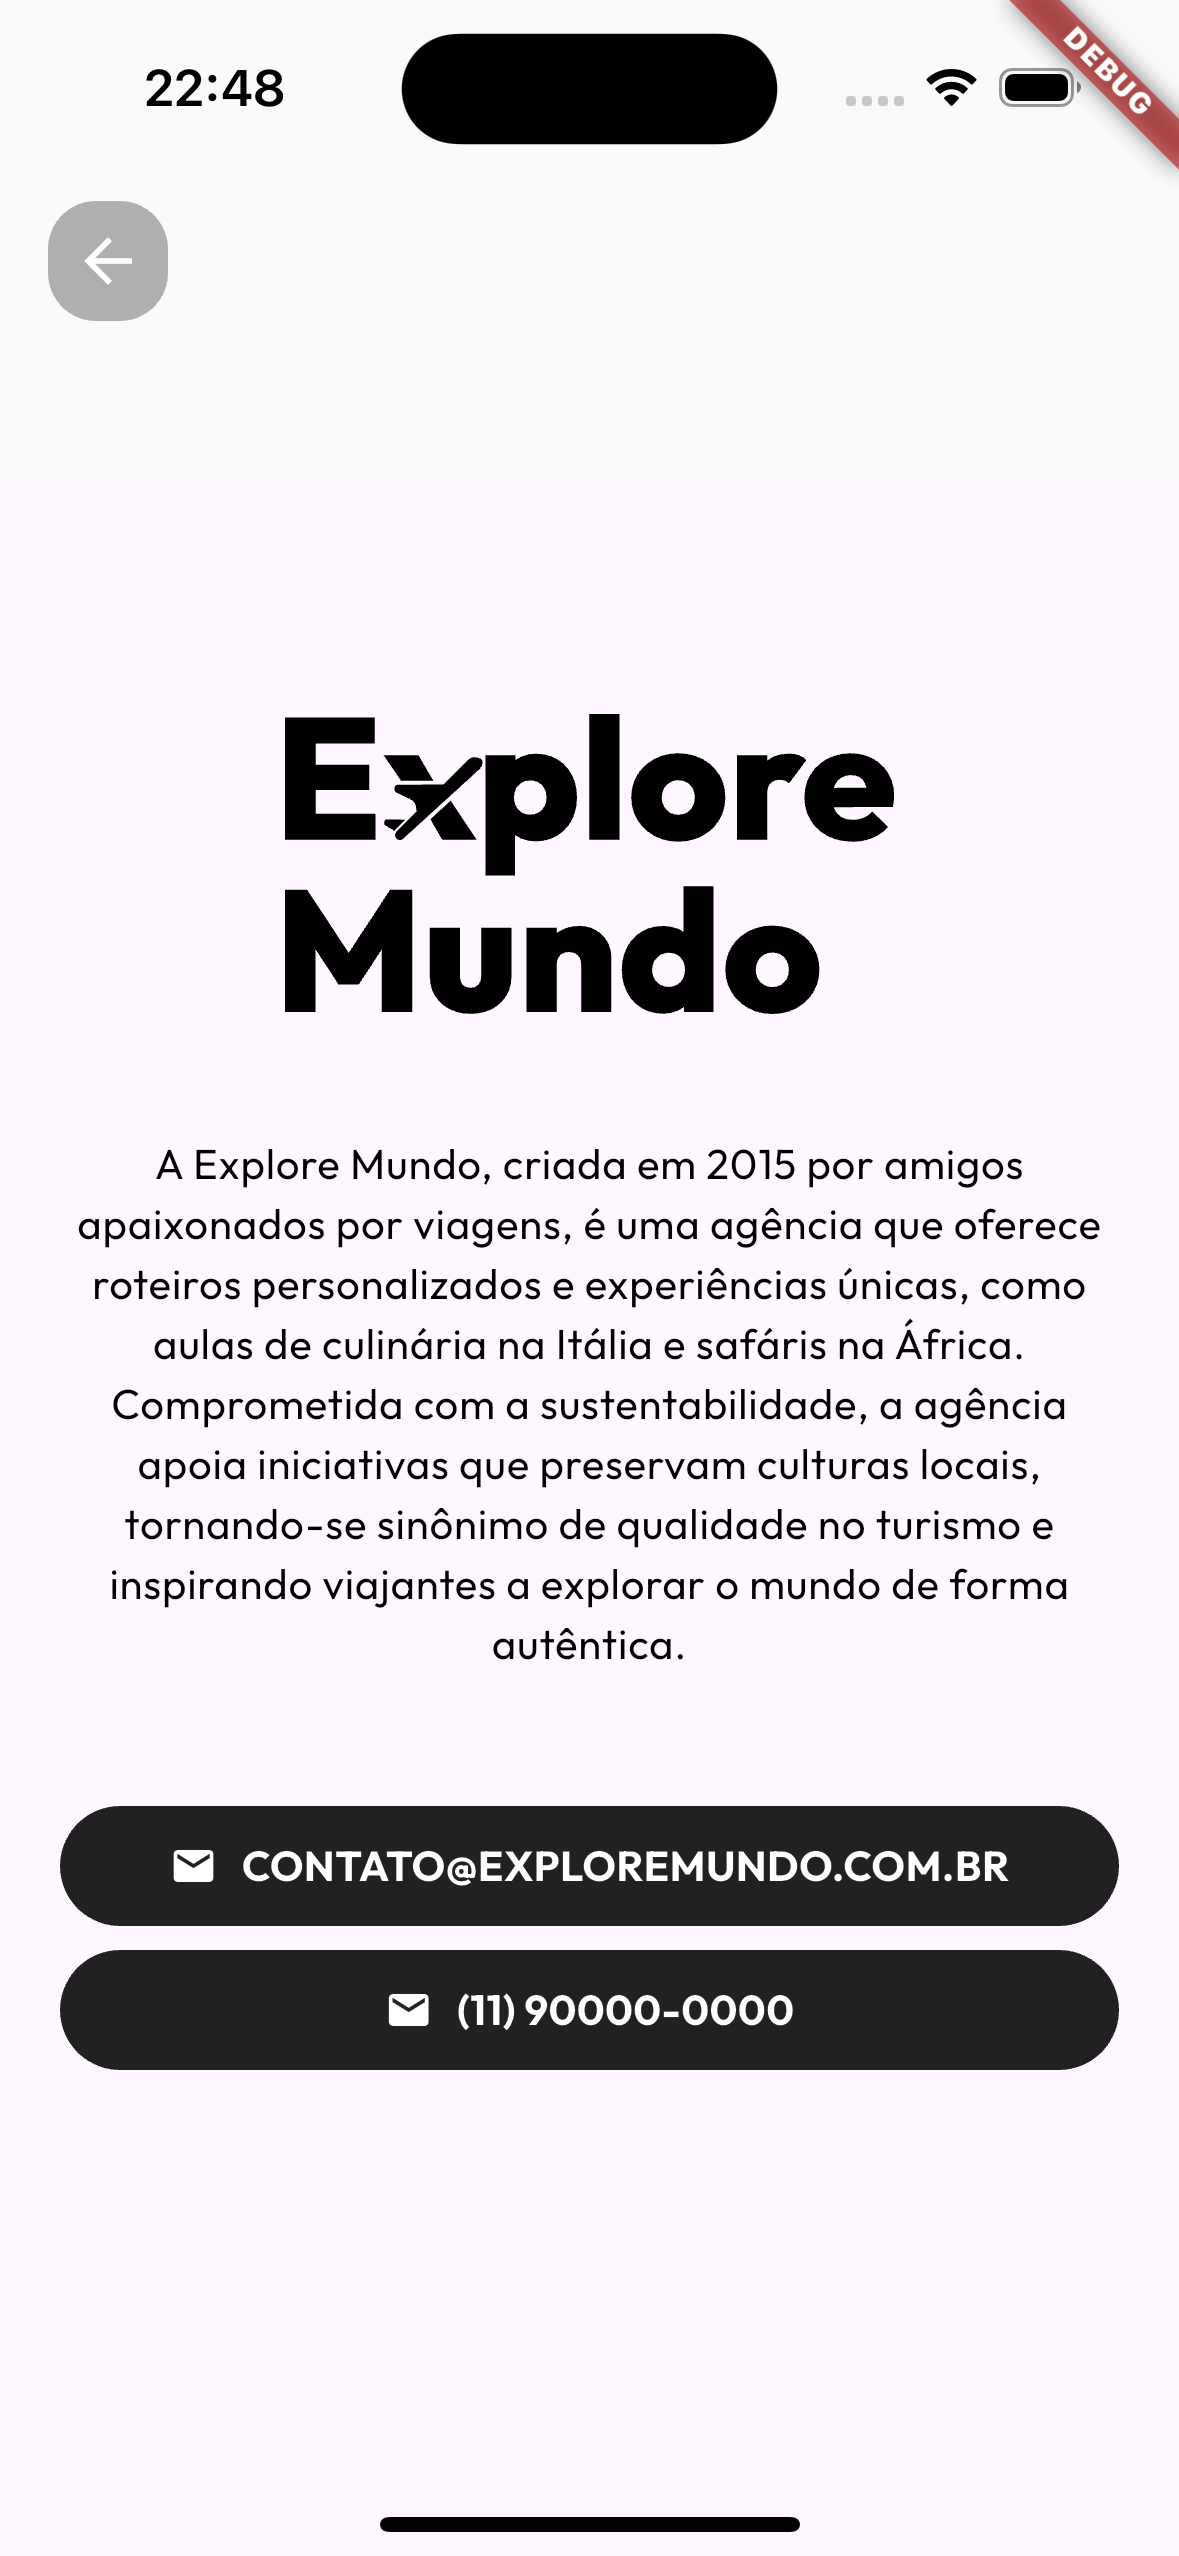 22:48
DEBUG
Explore
Mundo
A Explore Mundo, criada em 2015 por amigos
apaixonados por viagens, é uma agência que oferece
roteiros personalizados e experiências únicas, como
aulas de culinária na Itália e safáris na África.
Comprometida com a sustentabilidade, a agência
apoia iniciativas que preservam culturas locais,
tornando-se sinônimo de qualidade no turismo e
inspirando viajantes a explorar o mundo de forma
autêntica.
CONTATO@EXPLOREMUNDO.COM.BR
(11) 90000-0000